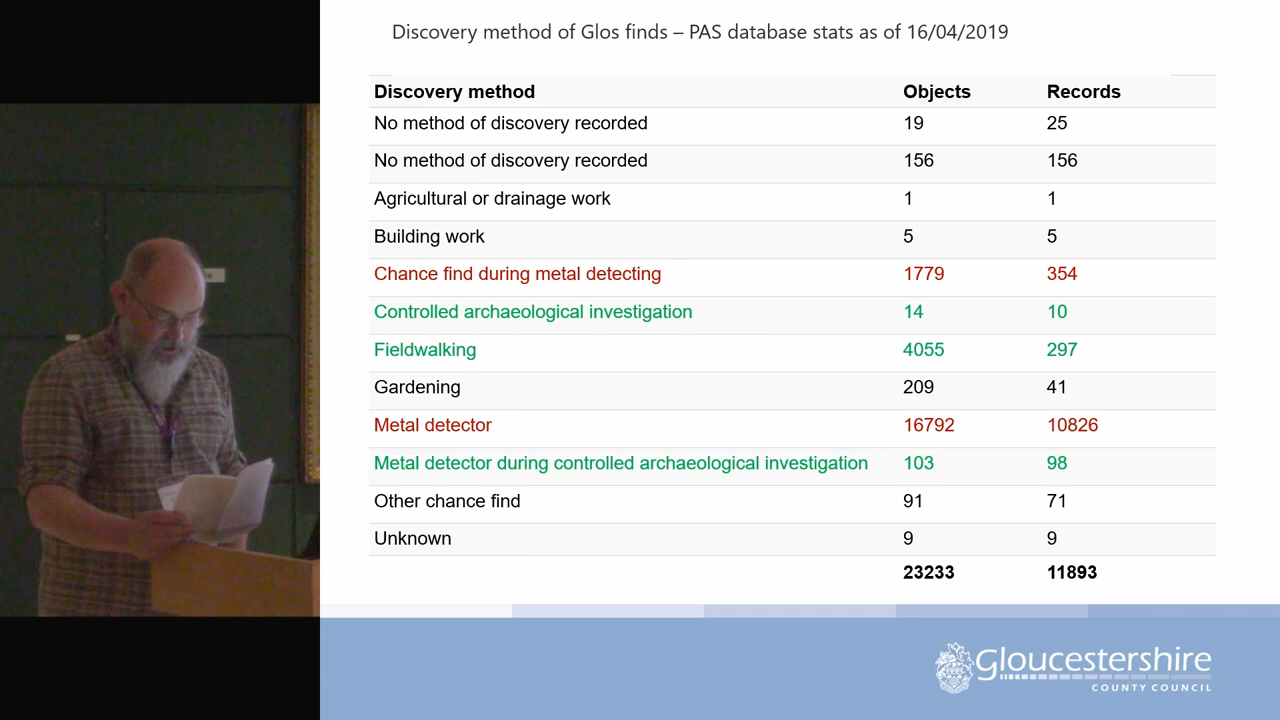 Discovery method of Glos finds – PAS database stats as of 16/04/2019
Discovery method Objects Records
No method of discovery recorded 19 25
No method of discovery recorded 156 156
Agricultural or drainage work 1 1
Building work 5 5
Chance find during metal detecting 1779 354
Controlled archaeological investigation 14 10
Fieldwalking 4055 297
Gardening 209 41
Metal detector 16792 10826
Metal detector during controlled archaeological investigation 103 98
Other chance find 91 71
Unknown 9 9
23233 11893
Gloucestershire
COUNTY COUNCIL